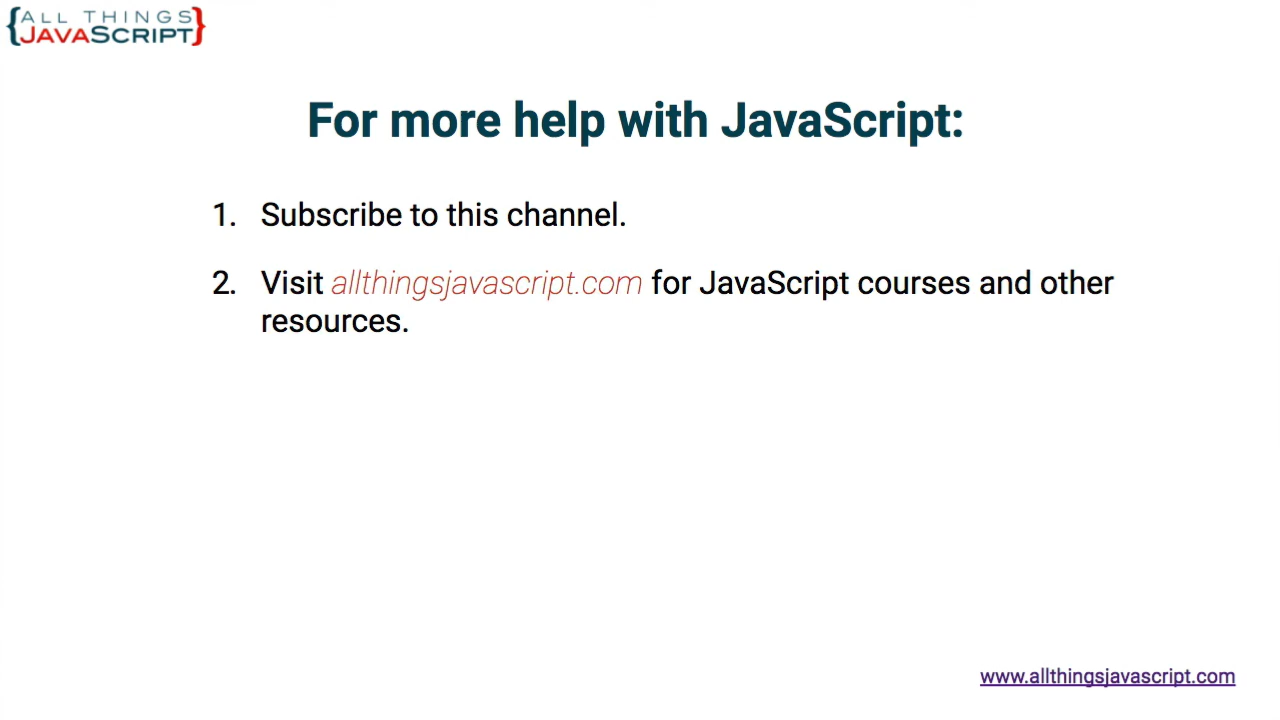 {ALL THINGS
JAVASCRIPT}
For more help with JavaScript:
1. Subscribe to this channel.
2. Visit allthingsjavascript.com for JavaScript courses and other
resources.
www.allthingsjavascript.com